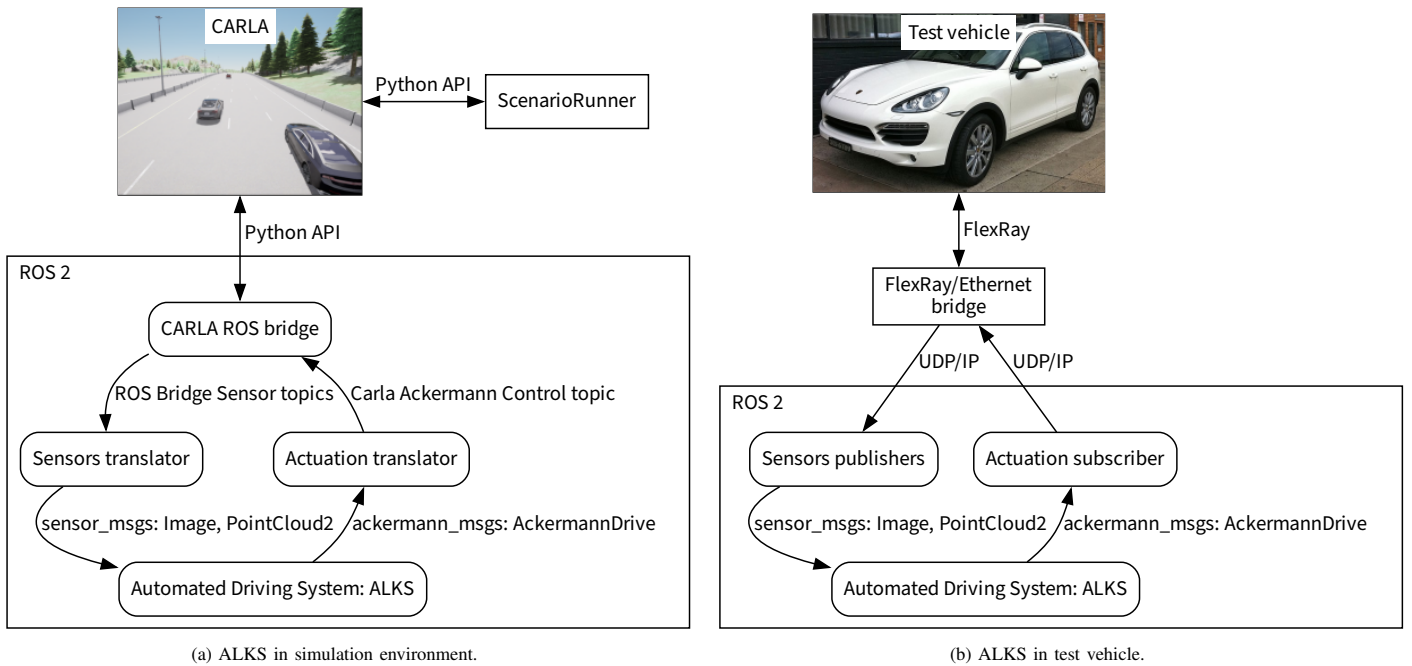 CARLA
Python API
ScenarioRunner
Python API
ROS 2
CARLA ROS bridge
ROS Bridge Sensor topics
Carla Ackermann Control topic
Sensors translator
Actuation translator
sensor_msgs: Image, PointCloud2
ackermann_msgs: AckermannDrive
Automated Driving System: ALKS
(a) ALKS in simulation environment.
Test vehicle
FlexRay
FlexRay/Ethernet
bridge
UDP/IP
UDP/IP
ROS 2
Sensors publishers
Actuation subscriber
sensor_msgs: Image, PointCloud2
ackermann_msgs: AckermannDrive
Automated Driving System: ALKS
(b) ALKS in test vehicle.